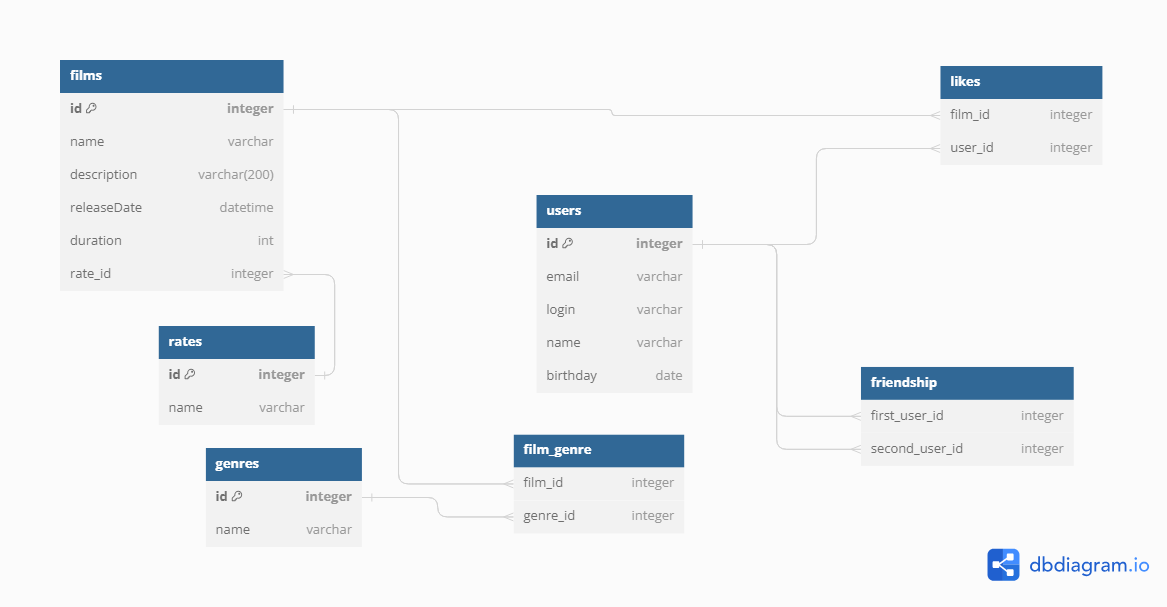 films
id integer
name varchar
description varchar(200)
releaseDate datetime
duration int
rate_id integer
rates
id integer
name varchar
genres
id integer
name varchar
users
id integer
email varchar
login varchar
name varchar
birthday date
film_genre
film_id integer
genre_id integer
likes
film_id integer
user_id integer
friendship
first_user_id integer
second_user_id integer
dbdiagram.io